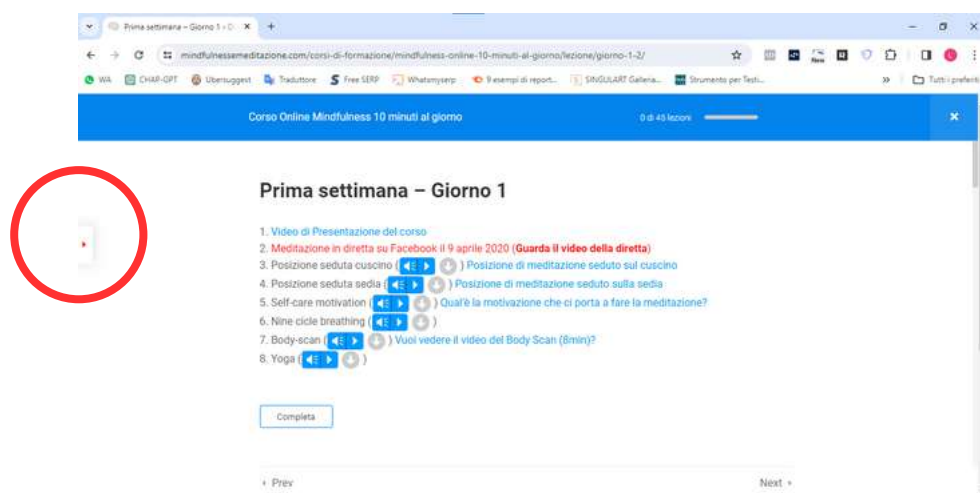 Prima settimana – Giorno 1 ‹ C
mindfulnessemeditazione.com/corsi-di-formazione/mindfulness-online-10-minuti-al-giorno/lezione/giorno-1-2/
WA CHAP-GPT Ubersuggest Traduttore Free SERP Whatsmyserp 9 esempi di report... SINGULART Galleria... Strumento per Testi... » Tutti i preferiti
Corso Online Mindfulness 10 minuti al giorno 0 di 45 lezioni
Prima settimana – Giorno 1
1. Video di Presentazione del corso
2. Meditazione in diretta su Facebook il 9 aprile 2020 (Guarda il video della diretta)
3. Posizione seduta cuscino ( ) Posizione di meditazione seduto sul cuscino
4. Posizione seduta sedia ( ) Posizione di meditazione seduto sulla sedia
5. Self-care motivation ( ) Qual'è la motivazione che ci porta a fare la meditazione?
6. Nine cicle breathing ( )
7. Body-scan ( ) Vuoi vedere il video del Body Scan (8min)?
8. Yoga ( )
Completa
‹ Prev Next ›